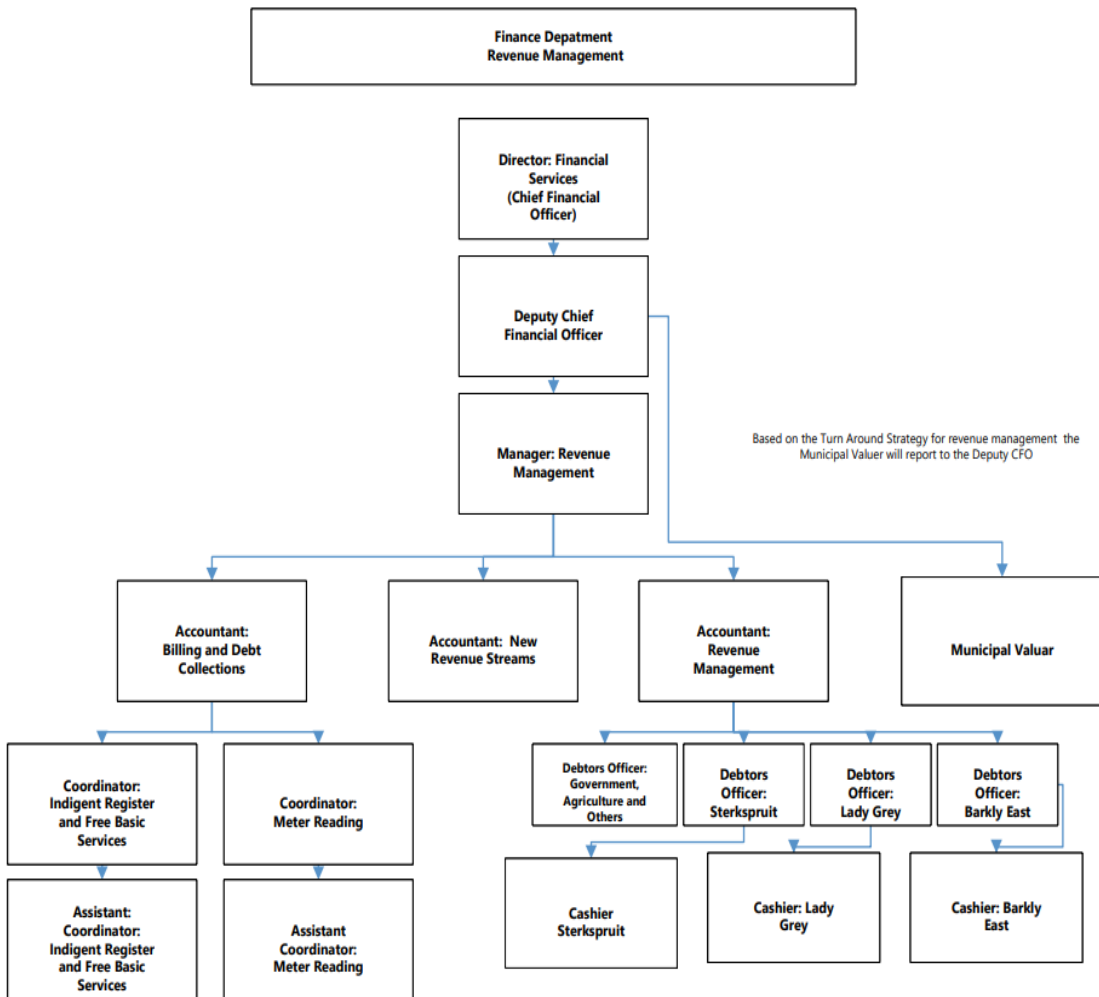 Finance Depatment
Revenue Management
Director: Financial
Services
(Chief Financial
Officer)
Deputy Chief
Financial Officer
Manager: Revenue
Management
Based on the Turn Around Strategy for revenue management the
Municipal Valuer will report to the Deputy CFO
Accountant:
Billing and Debt
Collections
Accountant: New
Revenue Streams
Accountant:
Revenue
Management
Municipal Valuar
Coordinator:
Indigent Register
and Free Basic
Services
Coordinator:
Meter Reading
Debtors Officer:
Government,
Agriculture and
Others
Debtors
Officer:
Sterkspruit
Debtors
Officer:
Lady Grey
Debtors
Officer:
Barkly East
Assistant:
Coordinator:
Indigent Register
and Free Basic
Services
Assistant
Coordinator:
Meter Reading
Cashier
Sterkspruit
Cashier: Lady
Grey
Cashier: Barkly
East